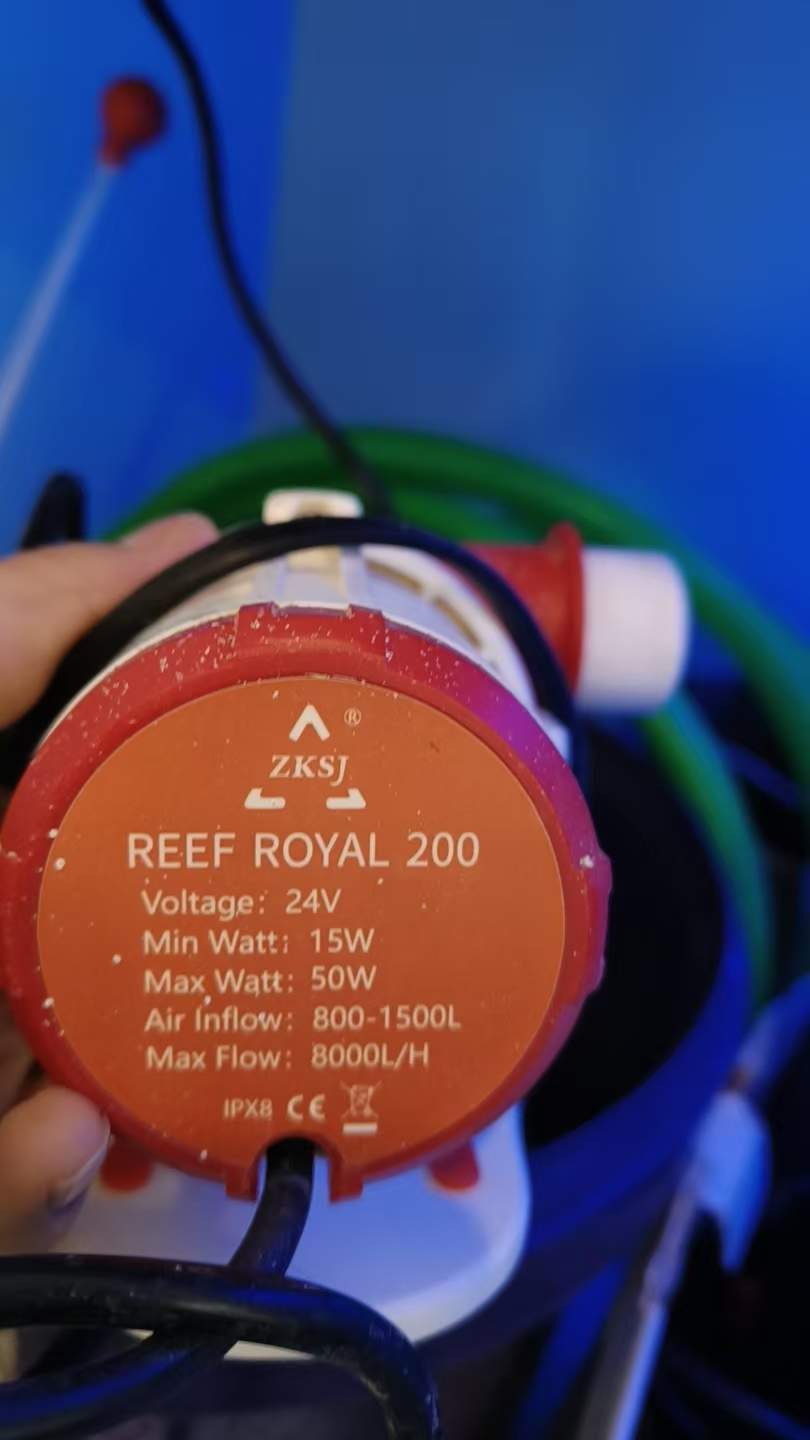 ®
ZKSJ
REEF ROYAL 200
Voltage: 24V
Min Watt: 15W
Max Watt: 50W
Air Inflow: 800-1500L
Max Flow: 8000L/H
IPX8 CE